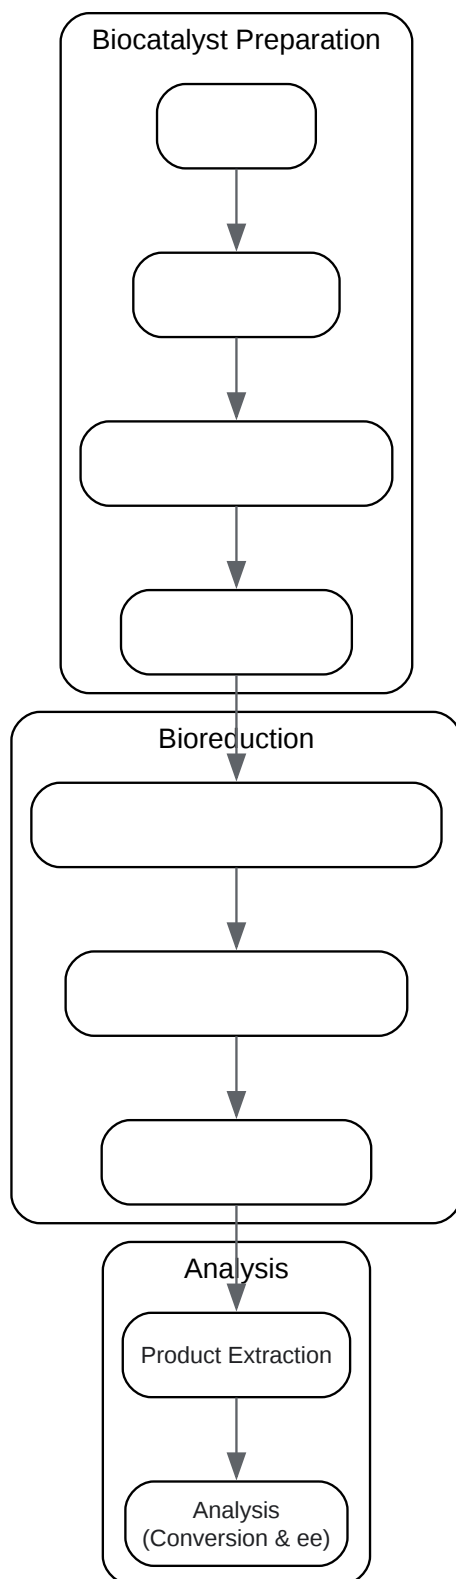 Biocatalyst Preparation
Bioreduction
Analysis
Product Extraction
Analysis
(Conversion & ee)